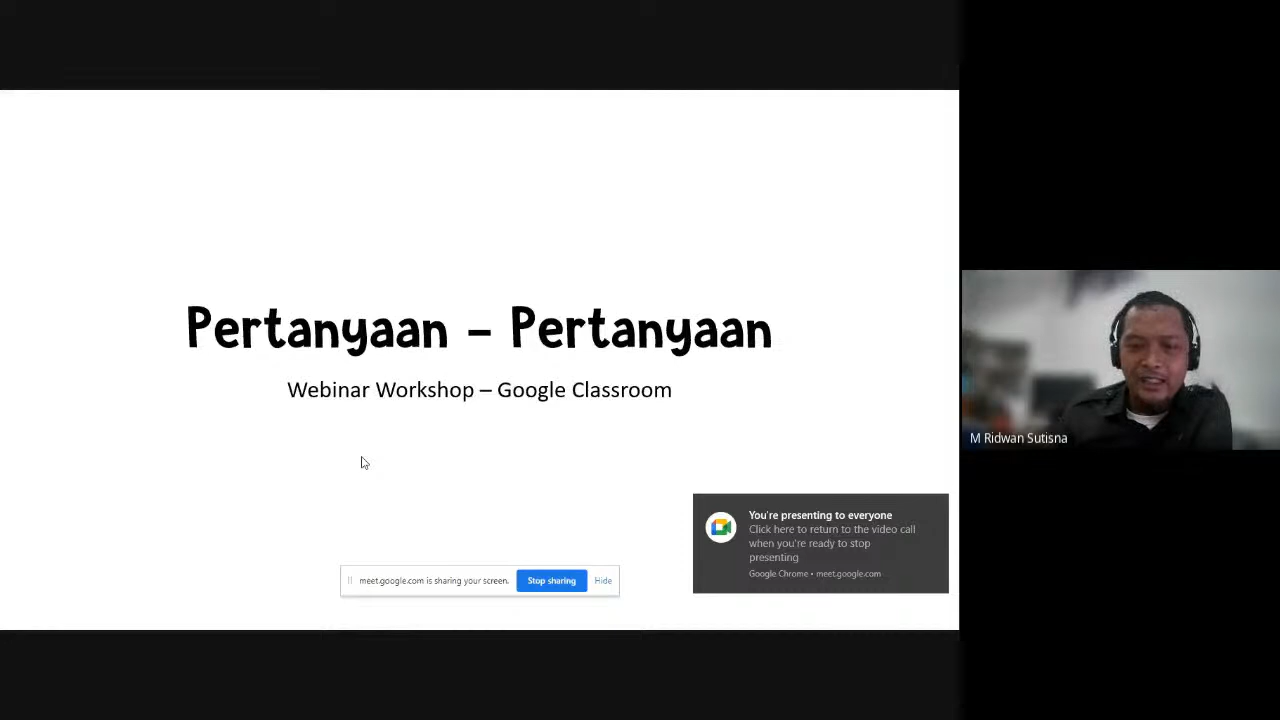 Pertanyaan - Pertanyaan
Webinar Workshop – Google Classroom
M Ridwan Sutisna
You're presenting to everyone
Click here to return to the video call
when you're ready to stop
presenting
Google Chrome • meet.google.com
meet.google.com is sharing your screen.
Stop sharing
Hide